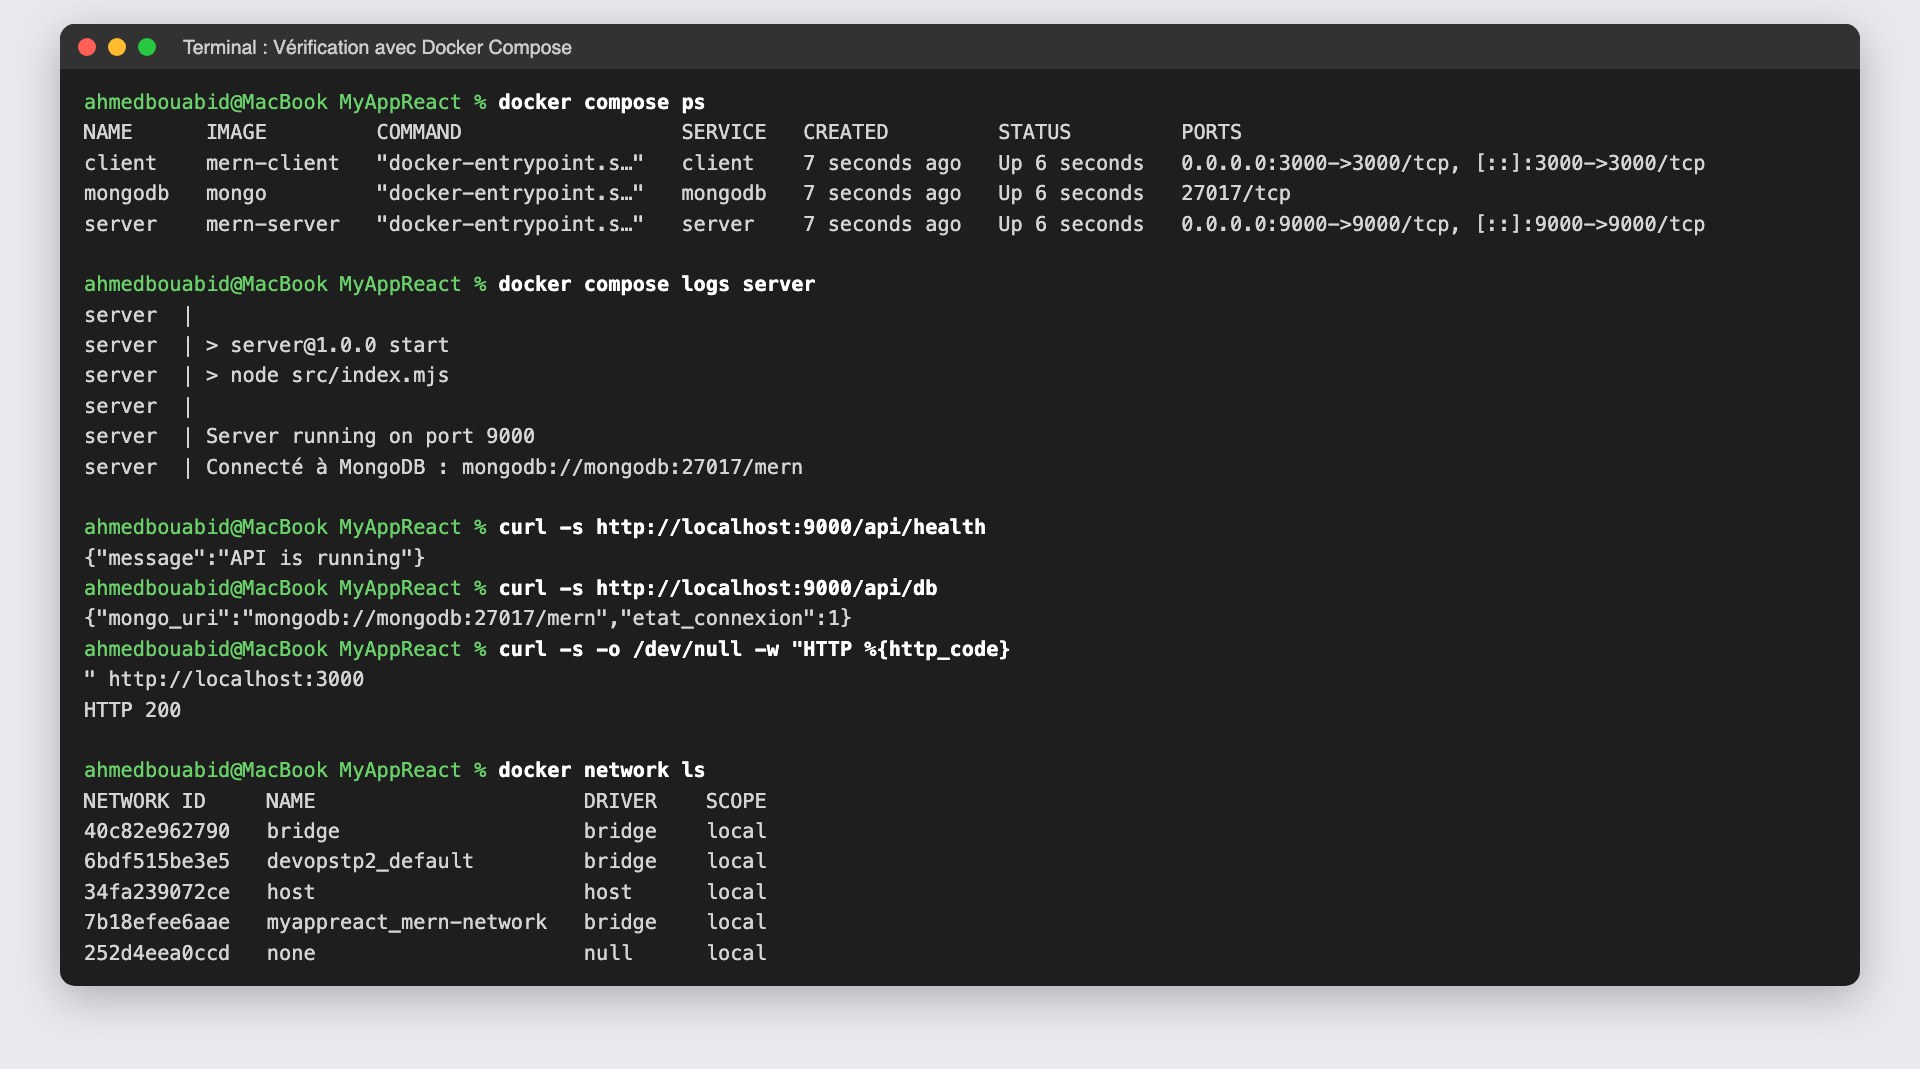 Terminal : Vérification avec Docker Compose
ahmedbouabid@MacBook MyAppReact % docker compose ps
NAME      IMAGE         COMMAND                  SERVICE   CREATED         STATUS         PORTS
client    mern-client   "docker-entrypoint.s…"   client    7 seconds ago   Up 6 seconds   0.0.0.0:3000->3000/tcp, [::]:3000->3000/tcp
mongodb   mongo         "docker-entrypoint.s…"   mongodb   7 seconds ago   Up 6 seconds   27017/tcp
server    mern-server   "docker-entrypoint.s…"   server    7 seconds ago   Up 6 seconds   0.0.0.0:9000->9000/tcp, [::]:9000->9000/tcp
ahmedbouabid@MacBook MyAppReact % docker compose logs server
server  |
server  | > server@1.0.0 start
server  | > node src/index.mjs
server  |
server  | Server running on port 9000
server  | Connecté à MongoDB : mongodb://mongodb:27017/mern
ahmedbouabid@MacBook MyAppReact % curl -s http://localhost:9000/api/health
{"message":"API is running"}
ahmedbouabid@MacBook MyAppReact % curl -s http://localhost:9000/api/db
{"mongo_uri":"mongodb://mongodb:27017/mern","etat_connexion":1}
ahmedbouabid@MacBook MyAppReact % curl -s -o /dev/null -w "HTTP %{http_code}
" http://localhost:3000
HTTP 200
ahmedbouabid@MacBook MyAppReact % docker network ls
NETWORK ID     NAME                      DRIVER    SCOPE
40c82e962790   bridge                    bridge    local
6bdf515be3e5   devopstp2_default         bridge    local
34fa239072ce   host                      host      local
7b18efee6aae   myappreact_mern-network   bridge    local
252d4eea0ccd   none                      null      local